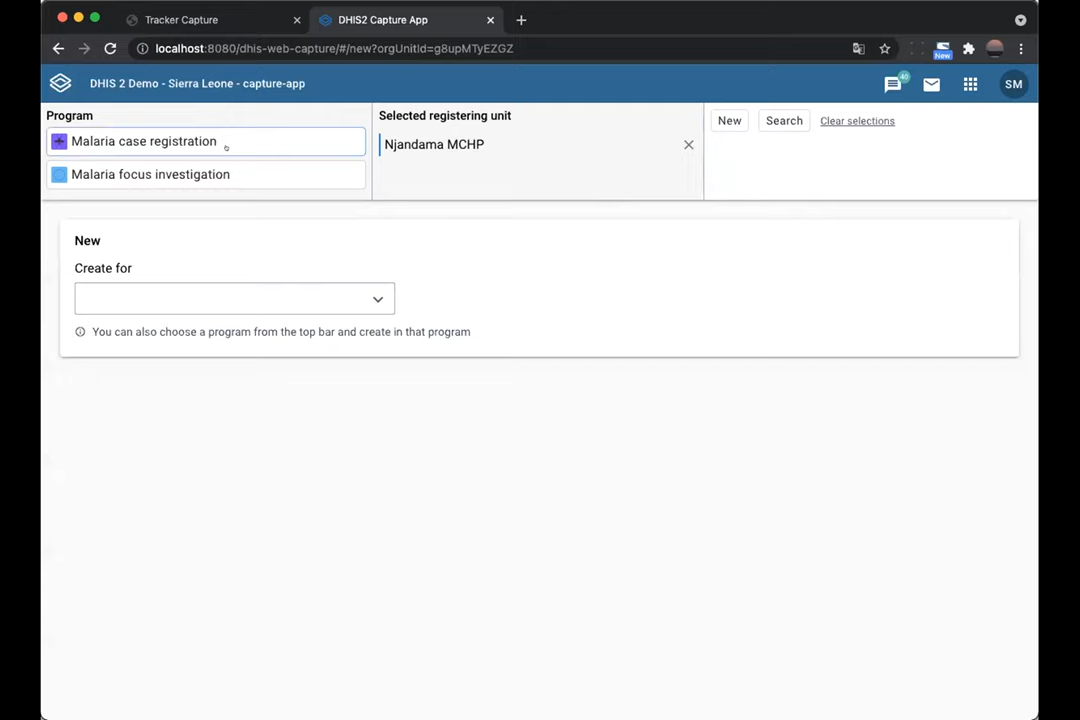 Tracker Capture
DHIS2 Capture App
localhost:8080/dhis-web-capture/#/new?orgUnitId=g8upMTyEZGZ
New
DHIS 2 Demo - Sierra Leone - capture-app
40
SM
Program
Selected registering unit
New
Search
Clear selections
Malaria case registration
Njandama MCHP
Malaria focus investigation
New
Create for
You can also choose a program from the top bar and create in that program